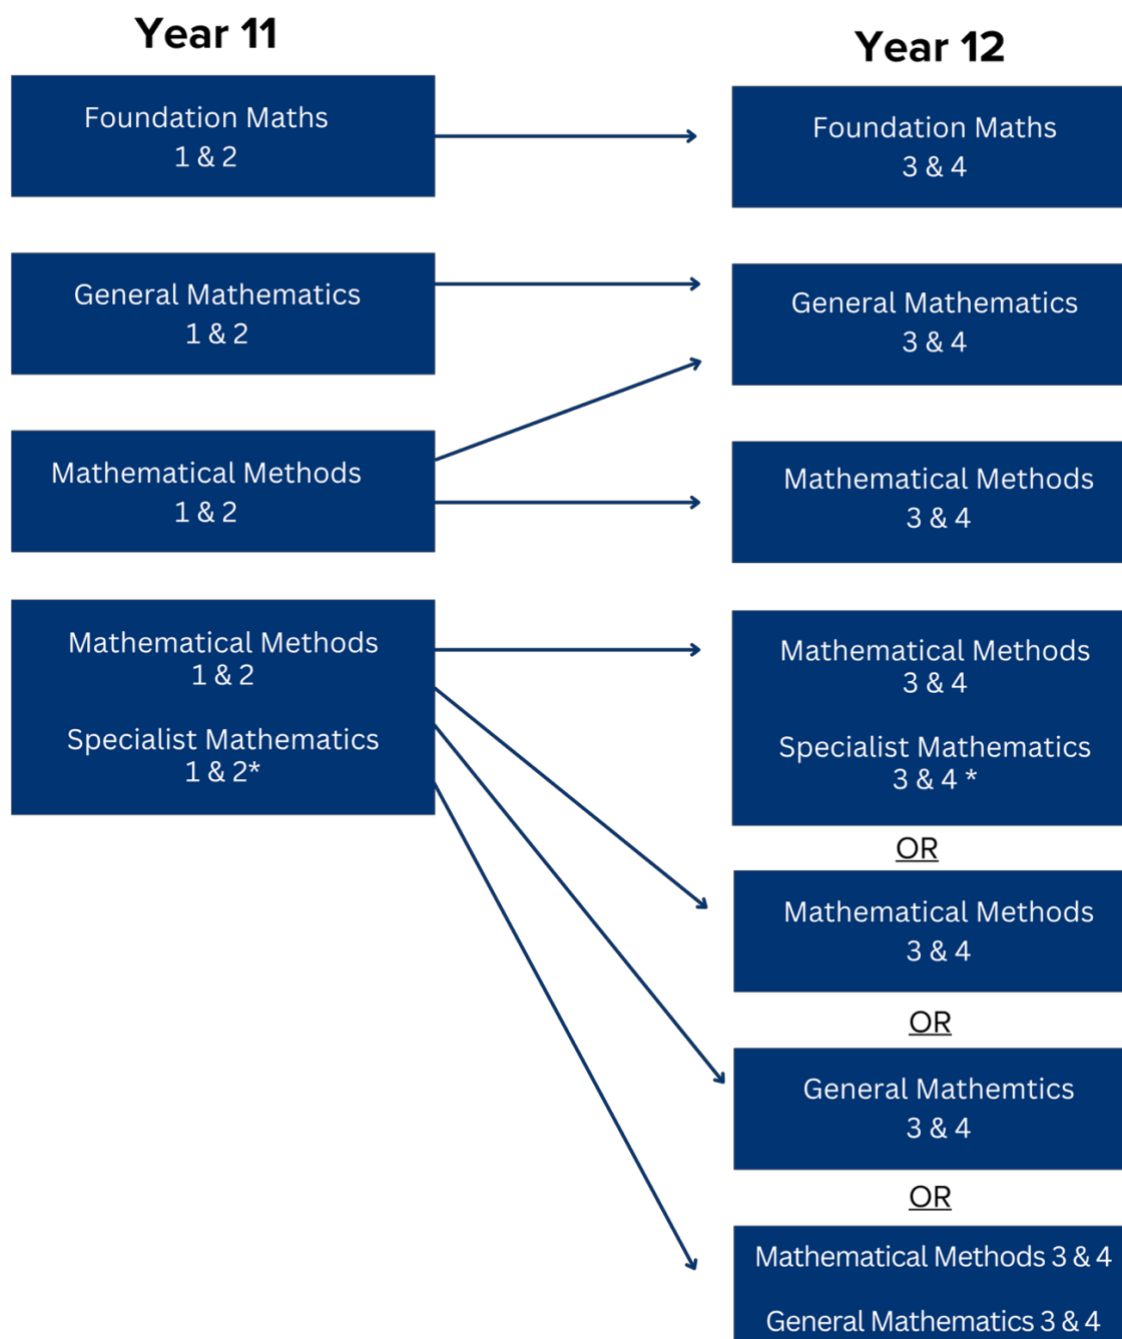 Year 11
Foundation Maths
1 & 2
General Mathematics
1 & 2
Mathematical Methods
1 & 2
Mathematical Methods
1 & 2
Specialist Mathematics
1 & 2*
Year 12
Foundation Maths
3 & 4
General Mathematics
3 & 4
Mathematical Methods
3 & 4
Mathematical Methods
3 & 4
Specialist Mathematics
3 & 4 *
OR
Mathematical Methods
3 & 4
OR
General Mathemtics
3 & 4
OR
Mathematical Methods 3 & 4
General Mathematics 3 & 4